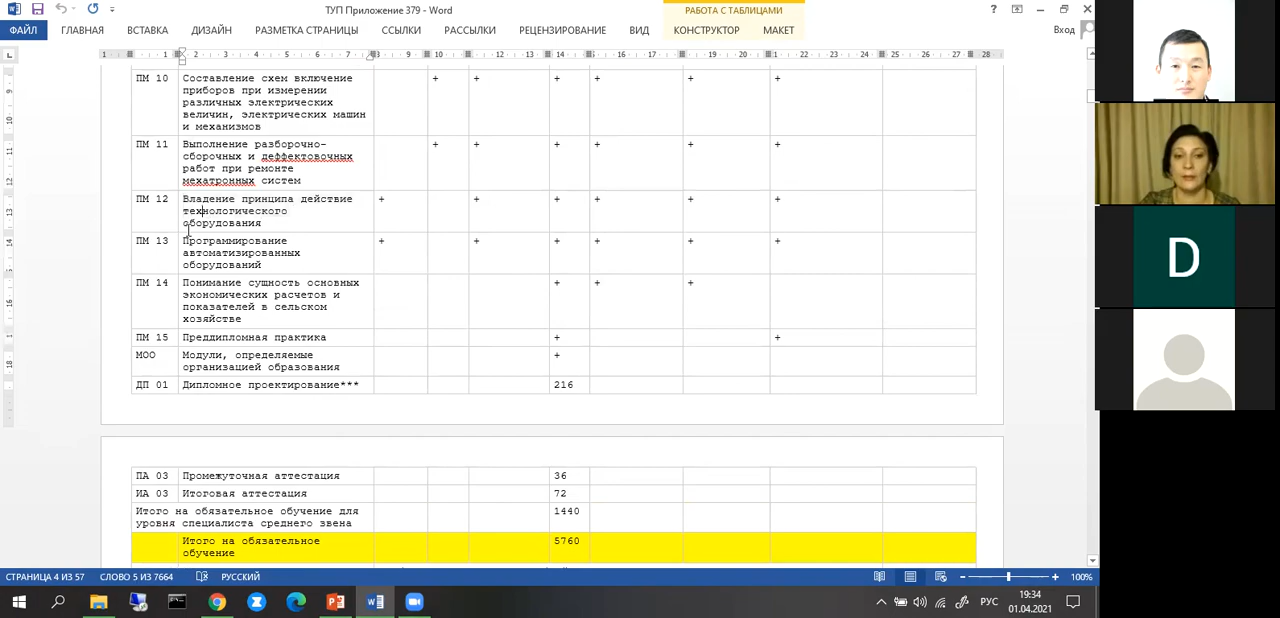 ТУП Приложение 379 - Word
РАБОТА С ТАБЛИЦАМИ
?
ФАЙЛ ГЛАВНАЯ ВСТАВКА ДИЗАЙН РАЗМЕТКА СТРАНИЦЫ ССЫЛКИ РАССЫЛКИ РЕЦЕНЗИРОВАНИЕ ВИД КОНСТРУКТОР МАКЕТ Вход
ПМ 10 Составление схем включение + + + + + +
приборов при измерении
различных электрических
величин, электрических машин
и механизмов
ПМ 11 Выполнение разборочно- + + + + + +
сборочных и деффектовочных
работ при ремонте
мехатронных систем
ПМ 12 Владение принципа действие + + + + + +
технологического
оборудования
ПМ 13 Программирование + + + + + +
автоматизированных
оборудований
ПМ 14 Понимание сущность основных + + +
экономических расчетов и
показателей в сельском
хозяйстве
ПМ 15 Преддипломная практика + +
МОО Модули, определяемые +
организацией образования
ДП 01 Дипломное проектирование*** 216
ПА 03 Промежуточная аттестация 36
ИА 03 Итоговая аттестация 72
Итого на обязательное обучение для 1440
уровня специалиста среднего звена
Итого на обязательное 5760
обучение
D
СТРАНИЦА 4 ИЗ 57 СЛОВО 5 ИЗ 7664 РУССКИЙ 100%
РУС 19:34
01.04.2021